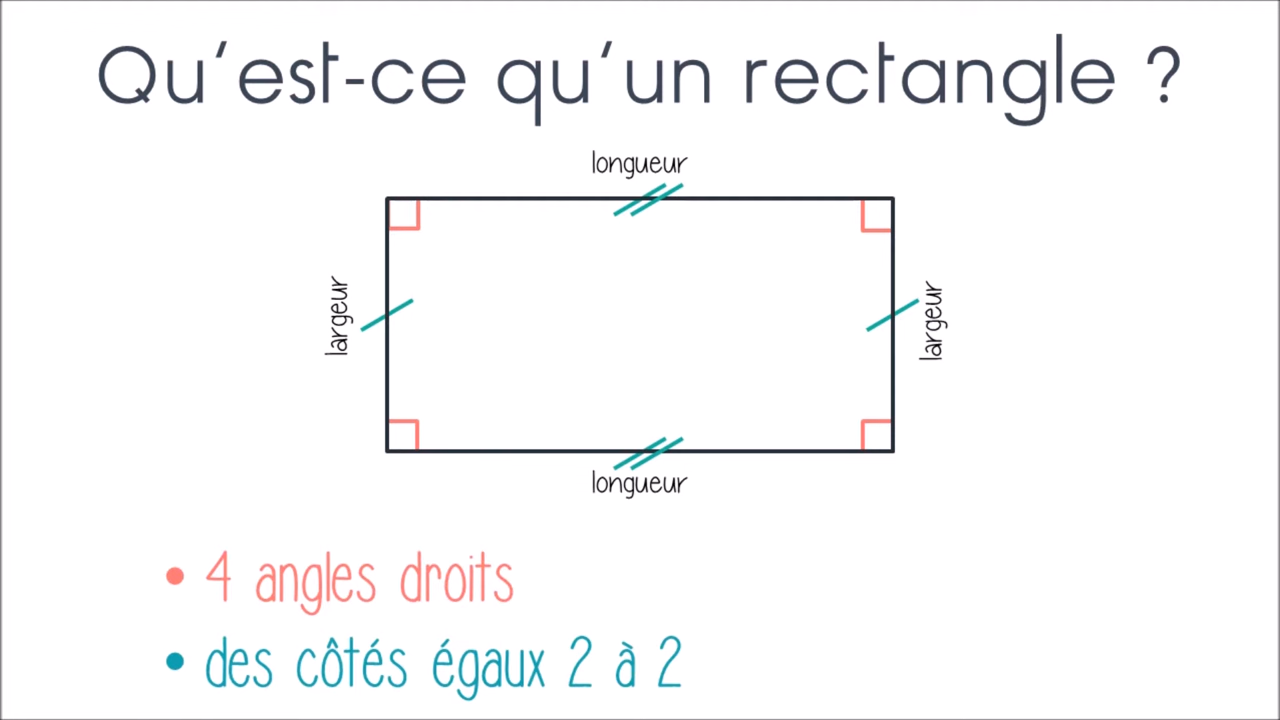 Qu'est-ce qu'un rectangle ?
longueur
largeur
largeur
longueur
• 4 angles droits
• des côtés égaux 2 à 2